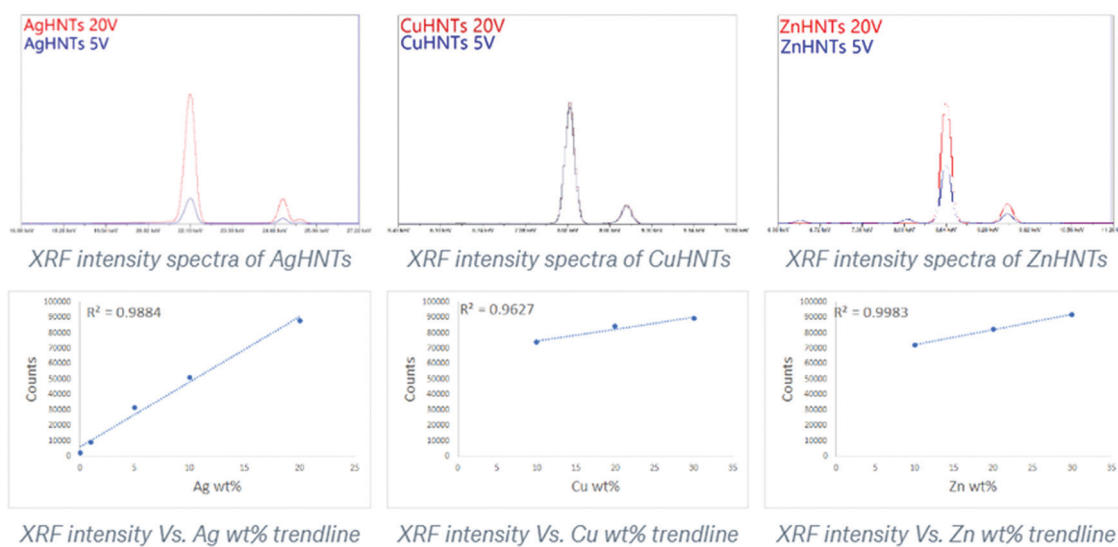 AgHNTs 20V
AgHNTs 5V
CuHNTs 20V
CuHNTs 5V
ZnHNTs 20V
ZnHNTs 5V
XRF intensity spectra of AgHNTs
XRF intensity spectra of CuHNTs
XRF intensity spectra of ZnHNTs
R² = 0.9884
100000
90000
80000
70000
60000
50000
40000
30000
20000
10000
0
Counts
0 5 10 15 20 25
Ag wt%
R² = 0.9627
100000
90000
80000
70000
60000
50000
40000
30000
20000
10000
0
Counts
0 5 10 15 20 25 30 35
Cu wt%
R² = 0.9983
100000
90000
80000
70000
60000
50000
40000
30000
20000
10000
0
Counts
0 5 10 15 20 25 30 35
Zn wt%
XRF intensity Vs. Ag wt% trendline
XRF intensity Vs. Cu wt% trendline
XRF intensity Vs. Zn wt% trendline